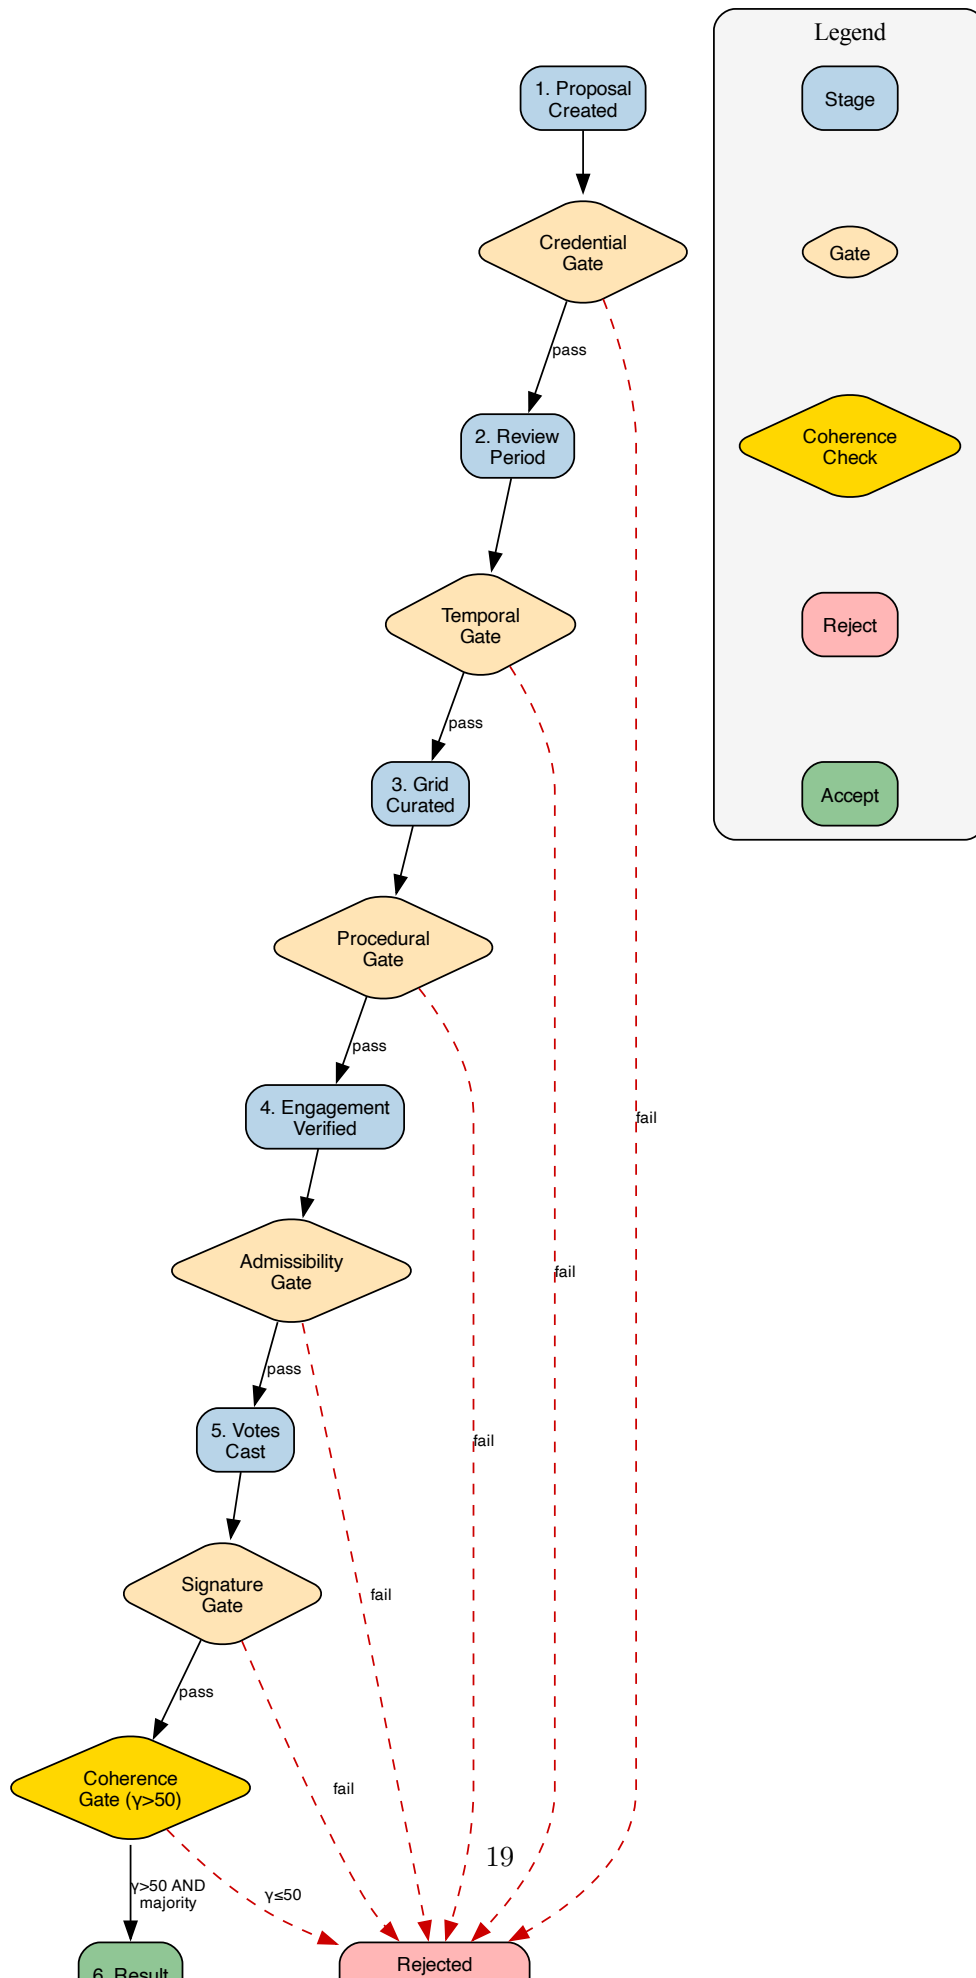 Legend
1. Proposal
Created
Stage
Credential
Gate
Gate
pass
2. Review
Period
Coherence
Check
Temporal
Gate
Reject
pass
3. Grid
Curated
Accept
Procedural
Gate
pass
4. Engagement
Verified
fail
Admissibility
Gate
fail
pass
5. Votes
Cast
fail
Signature
Gate
fail
pass
Coherence
Gate (γ>50)
fail
19
γ>50 AND
majority
γ≤50
Rejected
6. Result